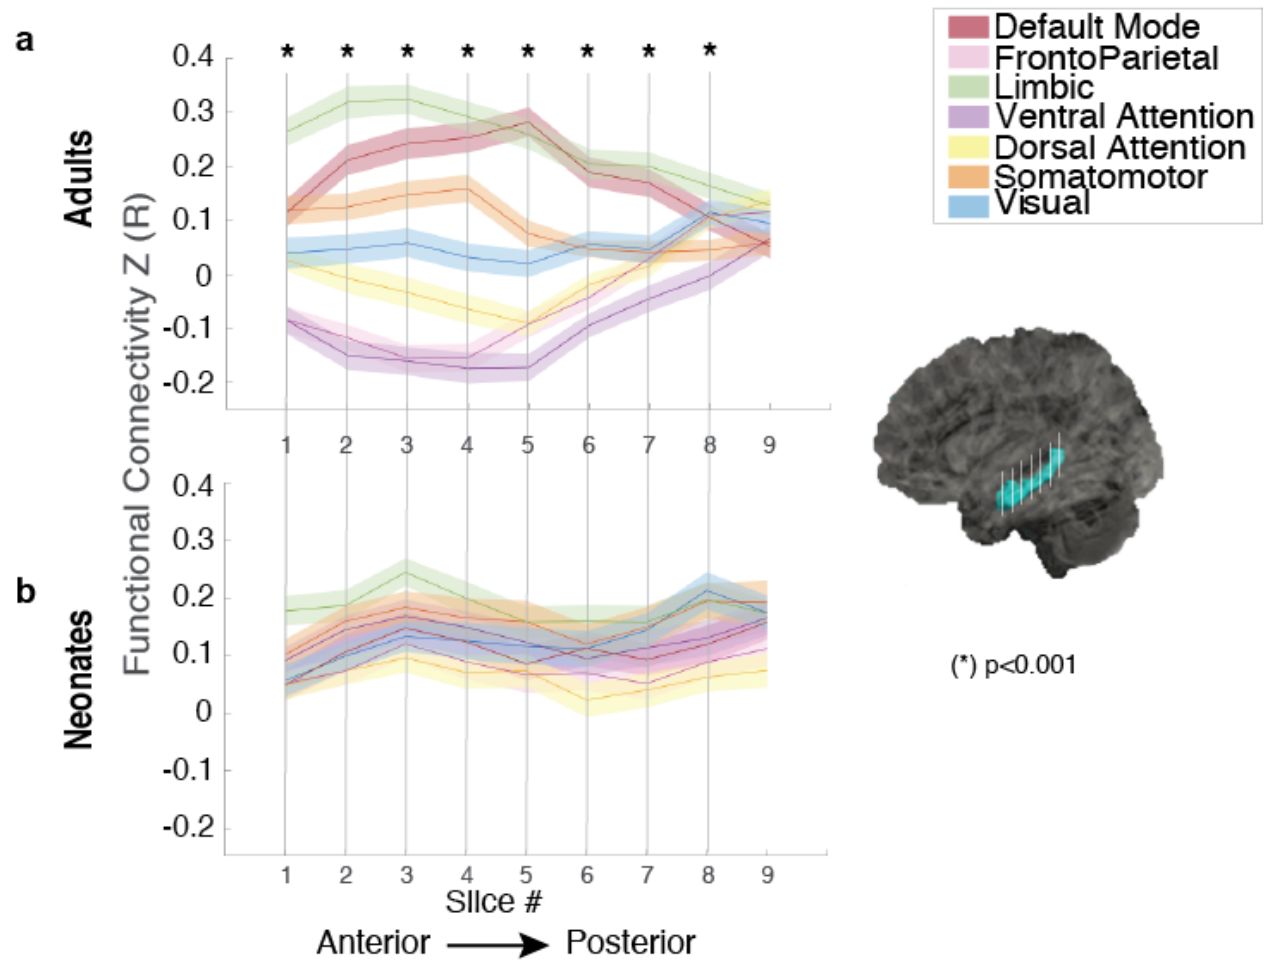 a
Adults
* * * * * * * *
0.4
0.3
0.2
0.1
0
-0.1
-0.2
1 2 3 4 5 6 7 8 9
Functional Connectivity Z (R)
Default Mode
FrontoParietal
Limbic
Ventral Attention
Dorsal Attention
Somatomotor
Visual
b
Neonates
0.4
0.3
0.2
0.1
0
-0.1
-0.2
1 2 3 4 5 6 7 8 9
Slice #
Anterior Posterior
(*) p<0.001